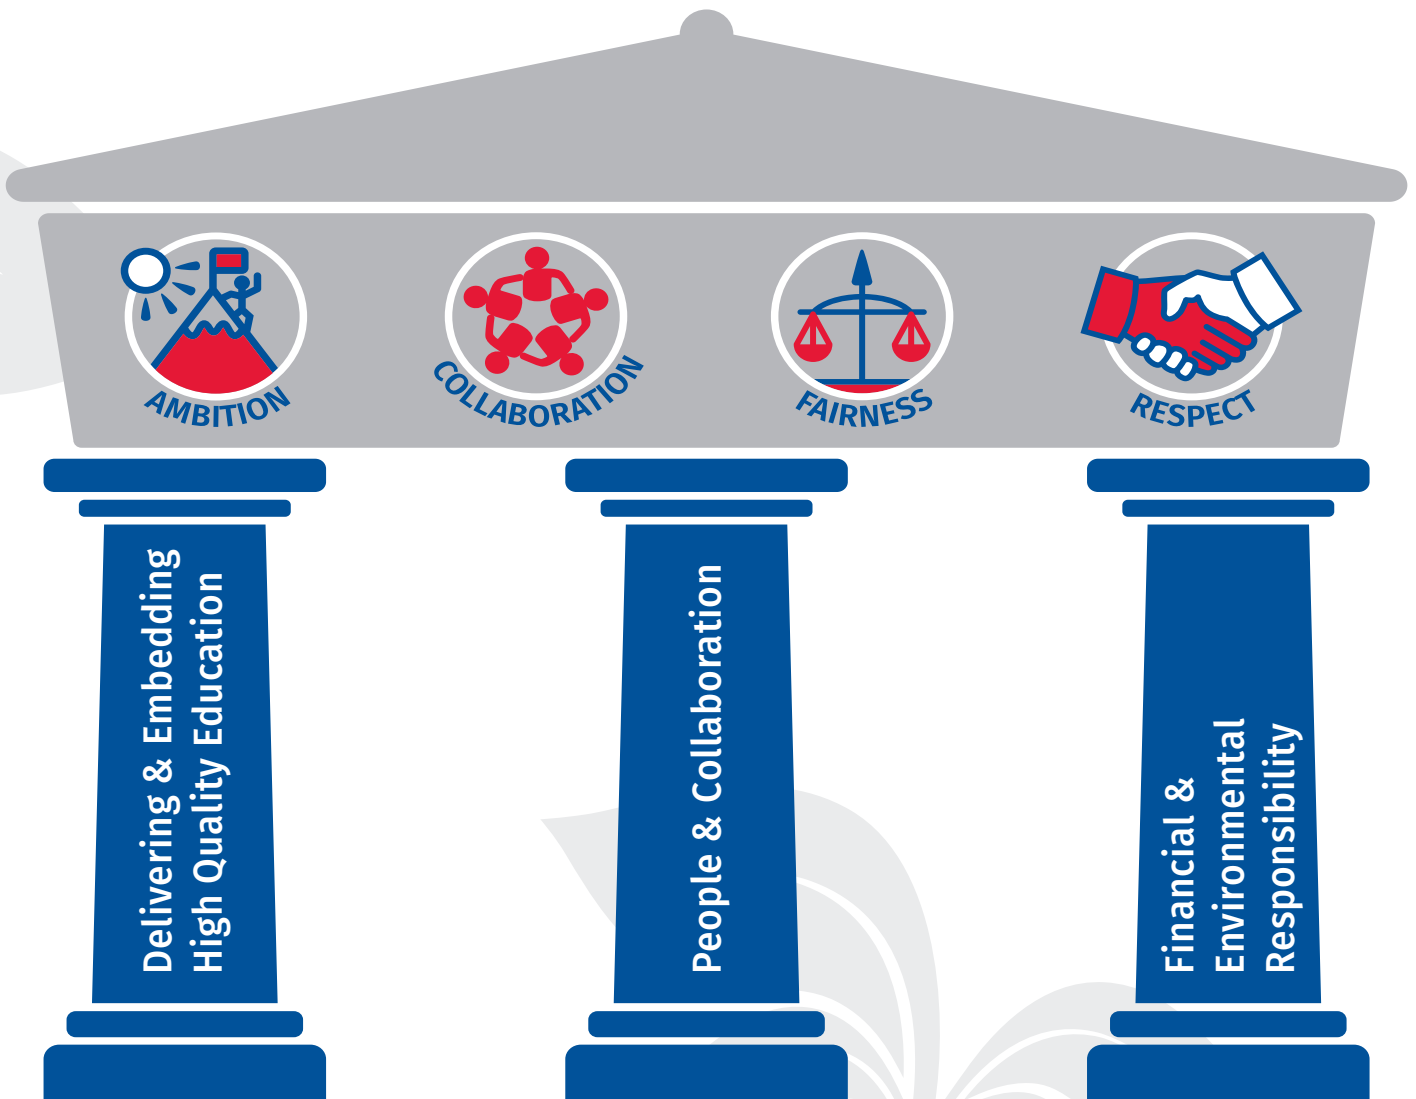 AMBITION
COLLABORATION
FAIRNESS
RESPECT
Delivering & Embedding
High Quality Education
People & Collaboration
Financial &
Environmental
Responsibility